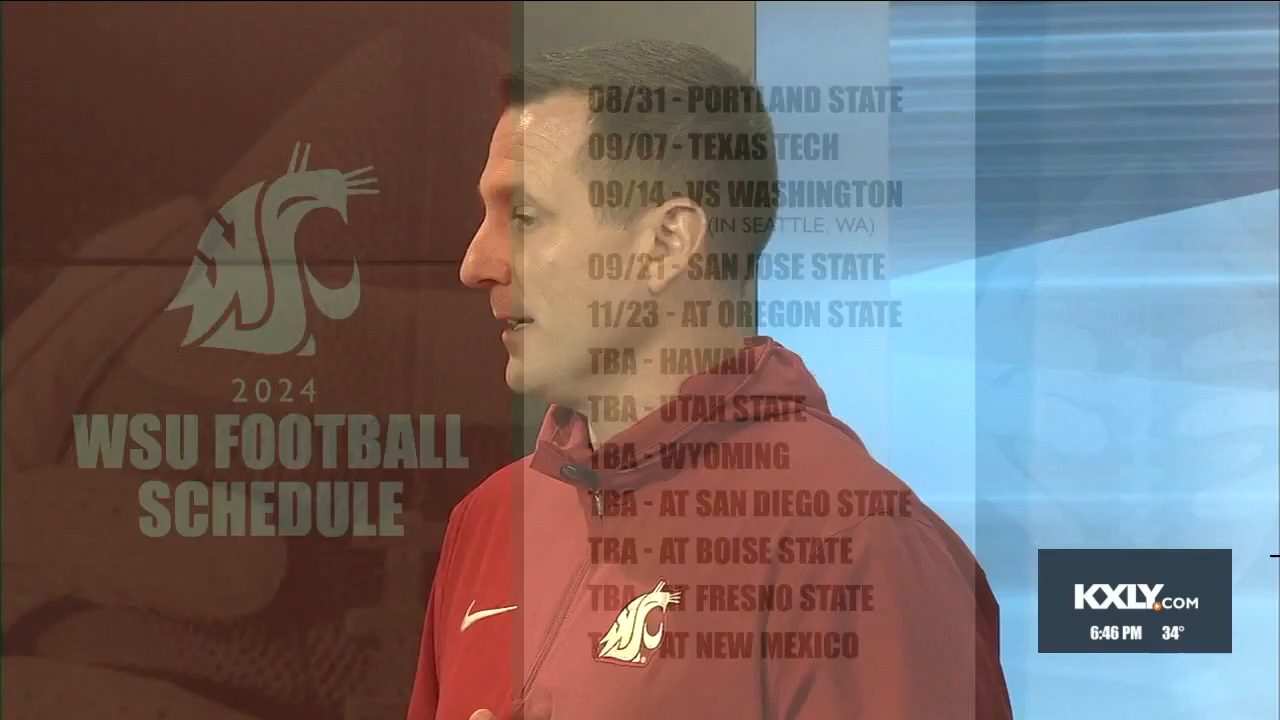 2024
WSU FOOTBALL
SCHEDULE
08/31 - PORTLAND STATE
09/07 - TEXAS TECH
09/14 - VS WASHINGTON
(IN SEATTLE, WA)
09/21 - SAN JOSE STATE
11/23 - AT OREGON STATE
TBA - HAWAII
TBA - UTAH STATE
TBA - WYOMING
TBA - AT SAN DIEGO STATE
TBA - AT BOISE STATE
TBA - AT FRESNO STATE
AT NEW MEXICO
KXLY.COM
6:46 PM 34°